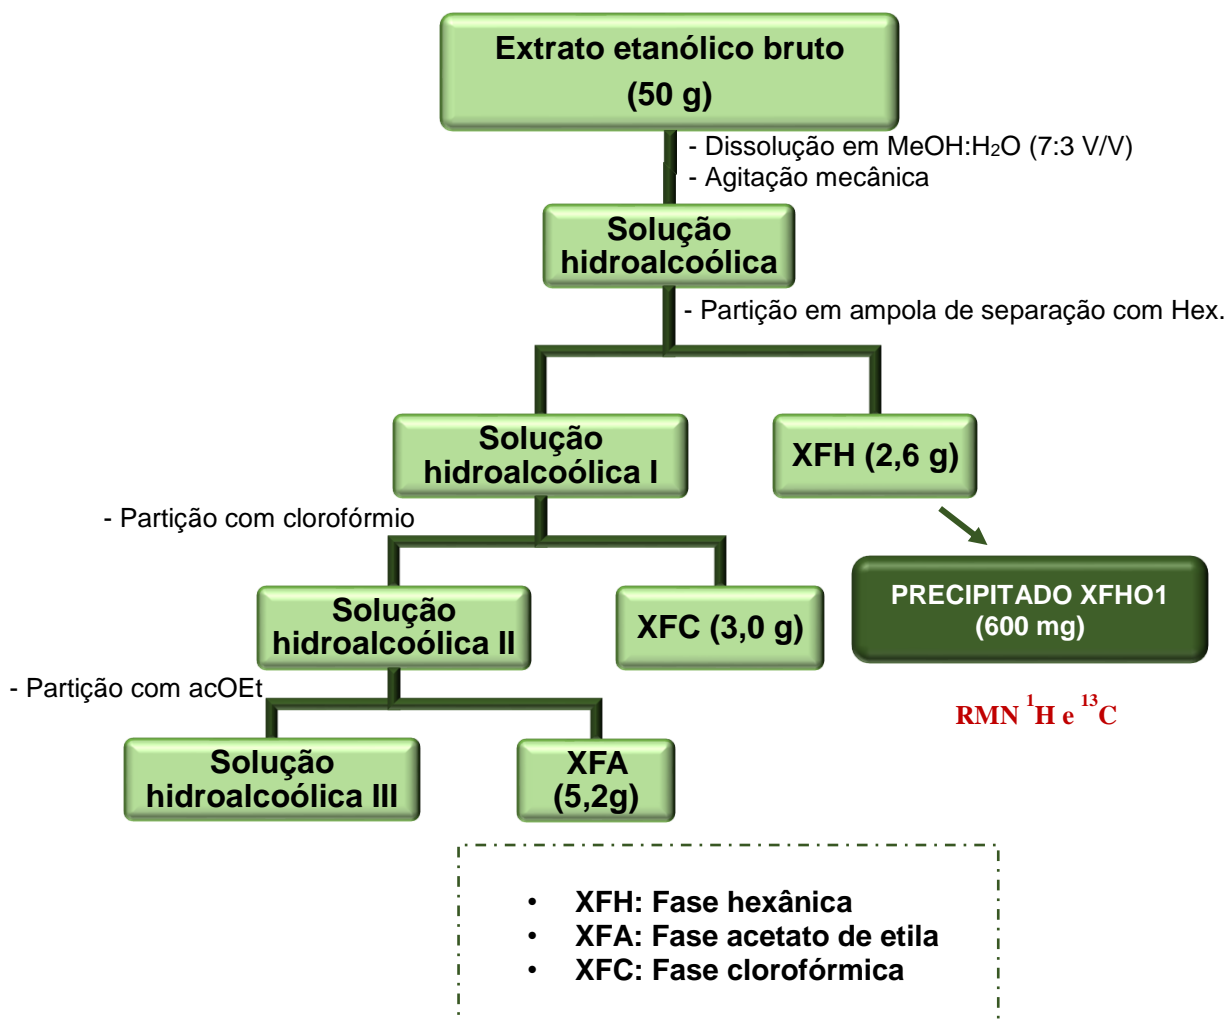 Extrato etanólico bruto
(50 g)
- Dissolução em MeOH:H₂O (7:3 V/V)
- Agitação mecânica
Solução
hidroalcoólica
- Partição em ampola de separação com Hex.
Solução
hidroalcoólica I
XFH (2,6 g)
- Partição com clorofórmio
Solução
hidroalcoólica II
XFC (3,0 g)
PRECIPITADO XFHO1
(600 mg)
- Partição com acOEt
RMN ¹H e ¹³C
Solução
hidroalcoólica III
XFA
(5,2g)
• XFH: Fase hexânica
• XFA: Fase acetato de etila
• XFC: Fase clorofórmica